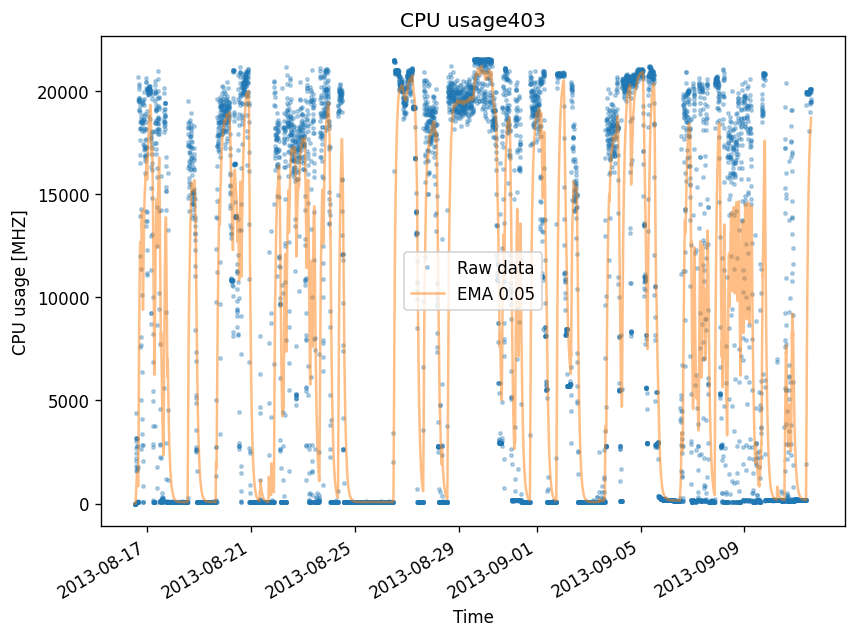 CPU usage403
CPU usage [MHZ]
20000
15000
10000
5000
0
Raw data
EMA 0.05
2013-08-17
2013-08-21
2013-08-25
2013-08-29
2013-09-01
2013-09-05
2013-09-09
Time